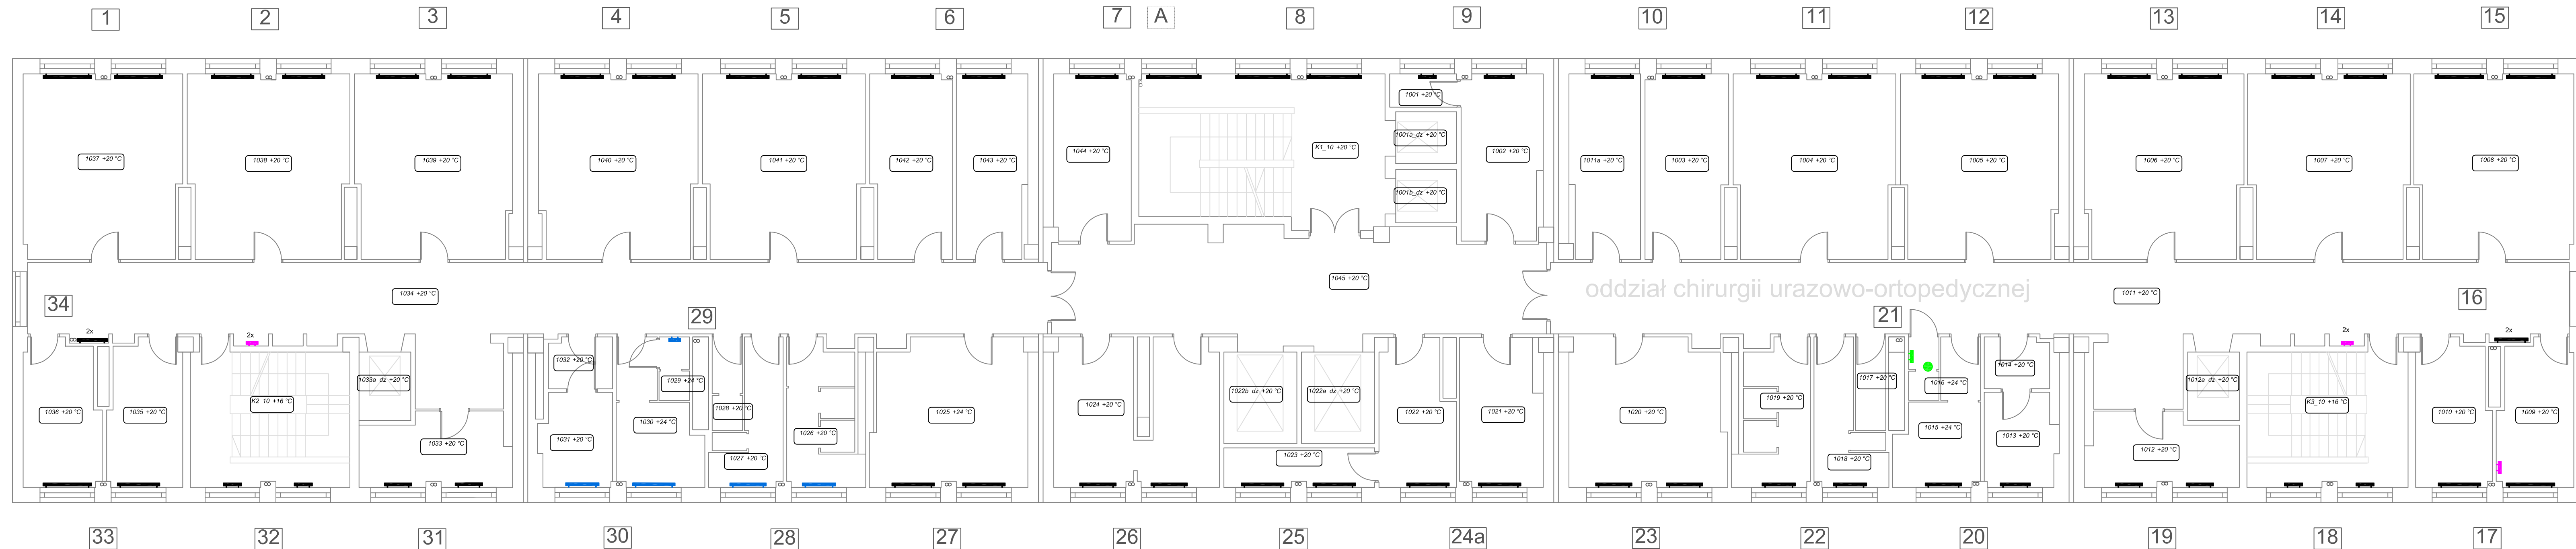 1
2
3
4
5
6
7
A
8
9
10
11
12
13
14
15
1001 +20 °C
1001a_dz +20 °C
K1_10 +20 °C
1044 +20 °C
1002 +20 °C
1037 +20 °C
1038 +20 °C
1039 +20 °C
1040 +20 °C
1041 +20 °C
1042 +20 °C
1043 +20 °C
1011a +20 °C
1003 +20 °C
1004 +20 °C
1005 +20 °C
1006 +20 °C
1007 +20 °C
1008 +20 °C
1001b_dz +20 °C
1045 +20 °C
oddział chirurgii urazowo-ortopedycznej
1034 +20 °C
1011 +20 °C
34
29
21
16
2x
2x
2x
2x
1032 +20 °C
1029 +24 °C
1033a_dz +20 °C
1022b_dz +20 °C
1022a_dz +20 °C
1017 +20 °C
1016 +24 °C
1014 +20 °C
1012a_dz +20 °C
1036 +20 °C
1035 +20 °C
K2_10 +16 °C
1028 +20 °C
1025 +24 °C
1024 +20 °C
1022 +20 °C
1021 +20 °C
1020 +20 °C
1019 +20 °C
K3_10 +16 °C
1010 +20 °C
1009 +20 °C
1033 +20 °C
1031 +20 °C
1030 +24 °C
1027 +20 °C
1026 +20 °C
1023 +20 °C
1018 +20 °C
1015 +24 °C
1013 +20 °C
1012 +20 °C
33
32
31
30
28
27
26
25
24a
23
22
20
19
18
17